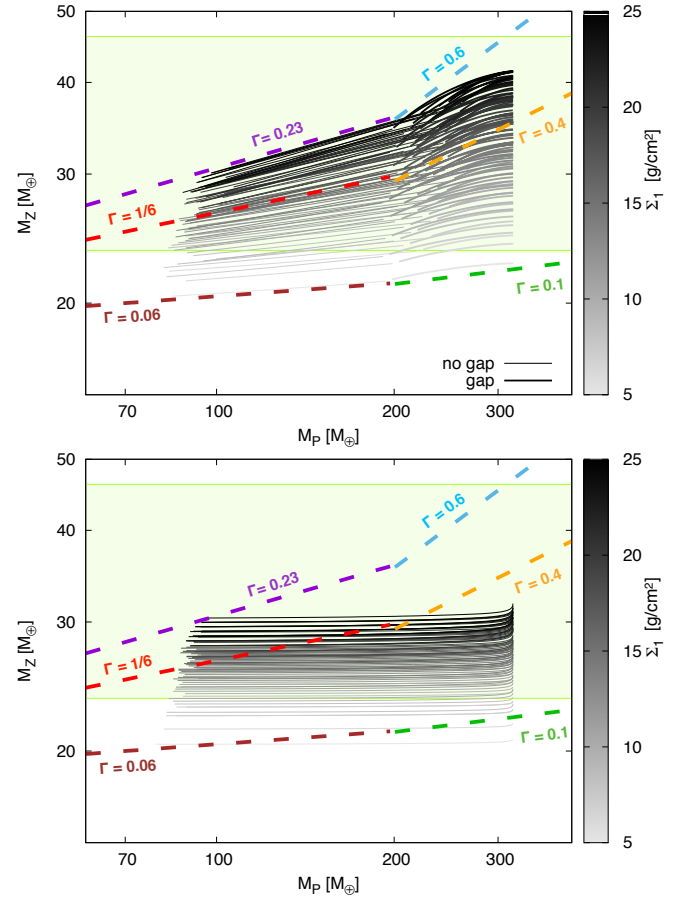 50
40
30
20
M_Z [M_⊕]
Γ = 0.23
Γ = 1/6
Γ = 0.06
Γ = 0.6
Γ = 0.4
Γ = 0.1
no gap
gap
70
100
200
300
M_P [M_⊕]
25
20
15
10
5
Σ_1 [g/cm²]
50
40
30
20
M_Z [M_⊕]
Γ = 0.23
Γ = 1/6
Γ = 0.06
Γ = 0.6
Γ = 0.4
Γ = 0.1
70
100
200
300
M_P [M_⊕]
25
20
15
10
5
Σ_1 [g/cm²]